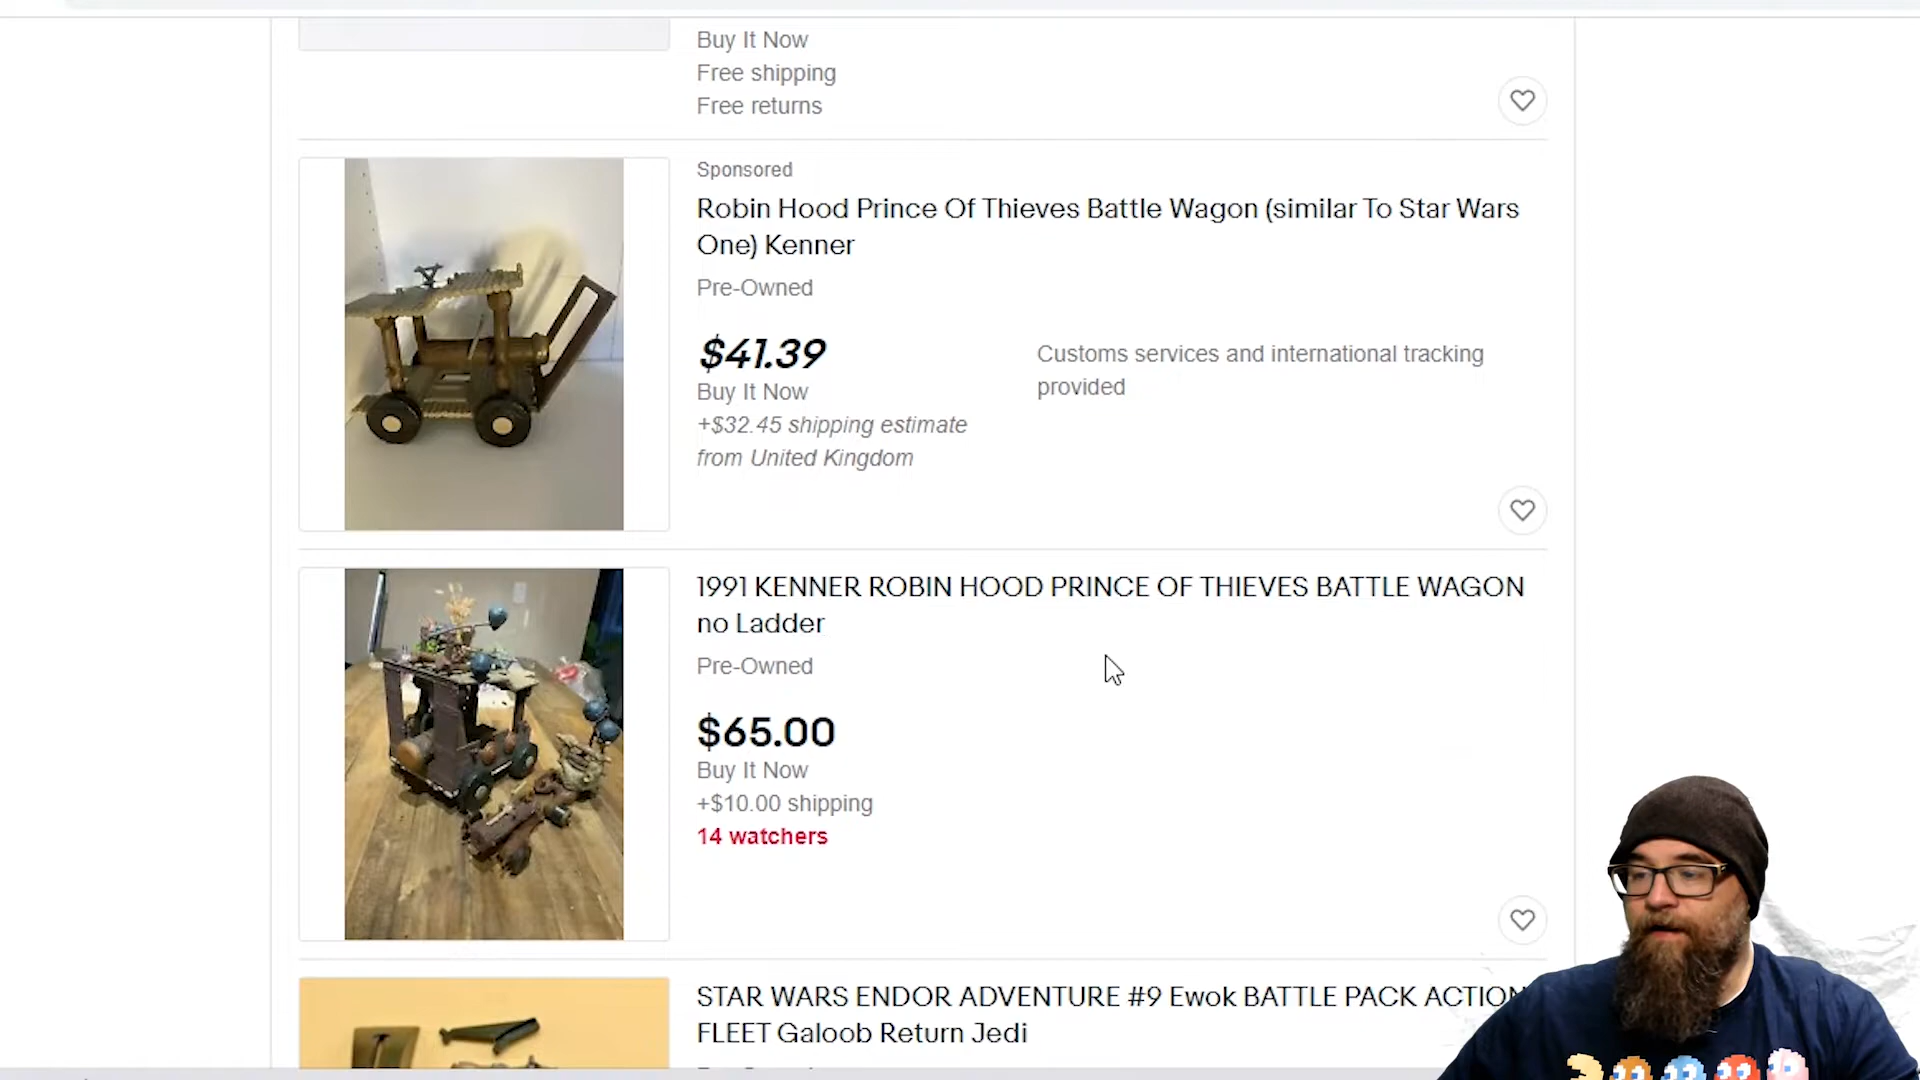 Buy It Now
Free shipping
Free returns
Sponsored
Robin Hood Prince Of Thieves Battle Wagon (similar To Star Wars
One) Kenner
Pre-Owned
$41.39
Buy It Now
+$32.45 shipping estimate
from United Kingdom
Customs services and international tracking
provided
1991 KENNER ROBIN HOOD PRINCE OF THIEVES BATTLE WAGON
no Ladder
Pre-Owned
$65.00
Buy It Now
+$10.00 shipping
14 watchers
STAR WARS ENDOR ADVENTURE #9 Ewok BATTLE PACK ACTION
FLEET Galoob Return Jedi